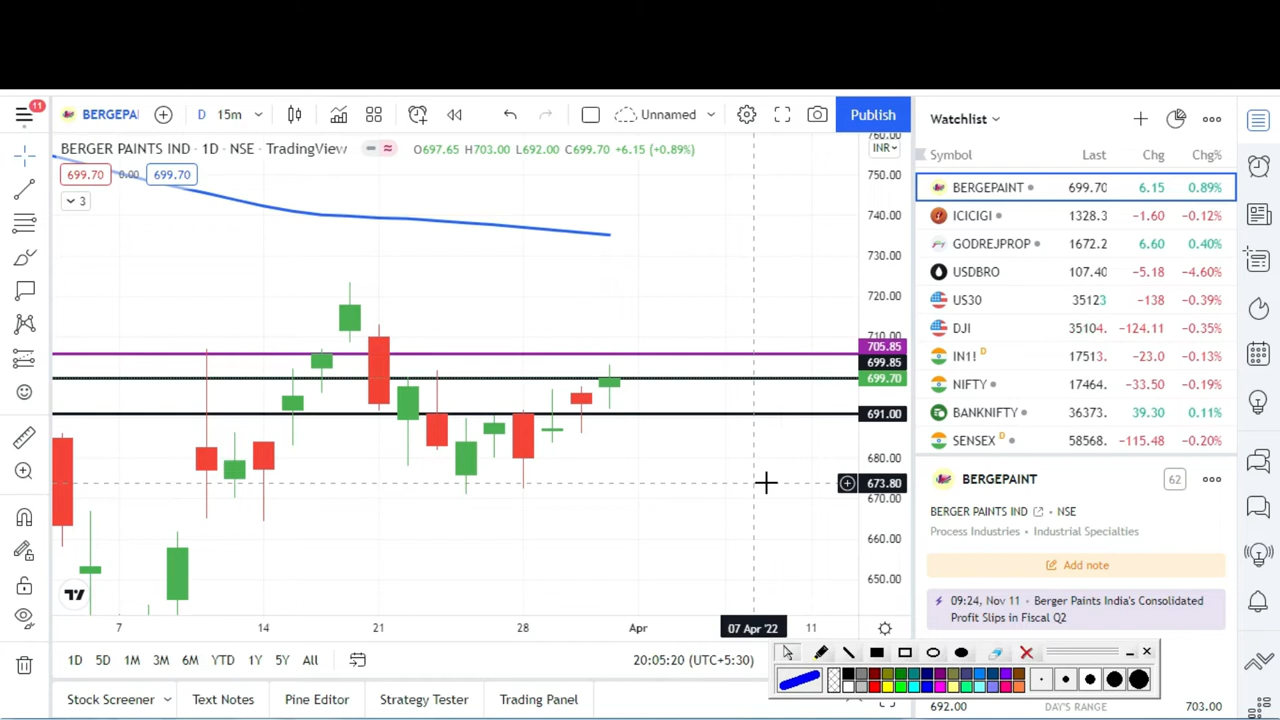 11
BERGEPAI
D 15m
Unnamed
Publish
BERGER PAINTS IND · 1D · NSE · TradingView
O697.65 H703.00 L692.00 C699.70 +6.15 (+0.89%)
699.70 0.00 699.70
3
760.00
INR
750.00
740.00
730.00
720.00
710.00
705.85
699.85
699.70
691.00
680.00
673.80
670.00
660.00
650.00
7 14 21 28 Apr 07 Apr '22 11
1D 5D 1M 3M 6M YTD 1Y 5Y All
20:05:20 (UTC+5:30)
Stock Screener Text Notes Pine Editor Strategy Tester Trading Panel
Watchlist
Symbol Last Chg Chg%
BERGEPAINT 699.70 6.15 0.89%
ICICIGI 1328.3 −1.60 −0.12%
GODREJPROP 1672.2 6.60 0.40%
USDBRO 107.40 −5.18 −4.60%
US30 35123 −138 −0.39%
DJI 35104. −124.11 −0.35%
IN1! D 17513. −23.0 −0.13%
NIFTY 17464. −33.50 −0.19%
BANKNIFTY 36373. 39.30 0.11%
SENSEX D 58568. −115.48 −0.20%
BERGEPAINT
62
BERGER PAINTS IND · NSE
Process Industries · Industrial Specialties
Add note
09:24, Nov 11 · Berger Paints India's Consolidated
Profit Slips in Fiscal Q2
692.00 DAY'S RANGE 703.00